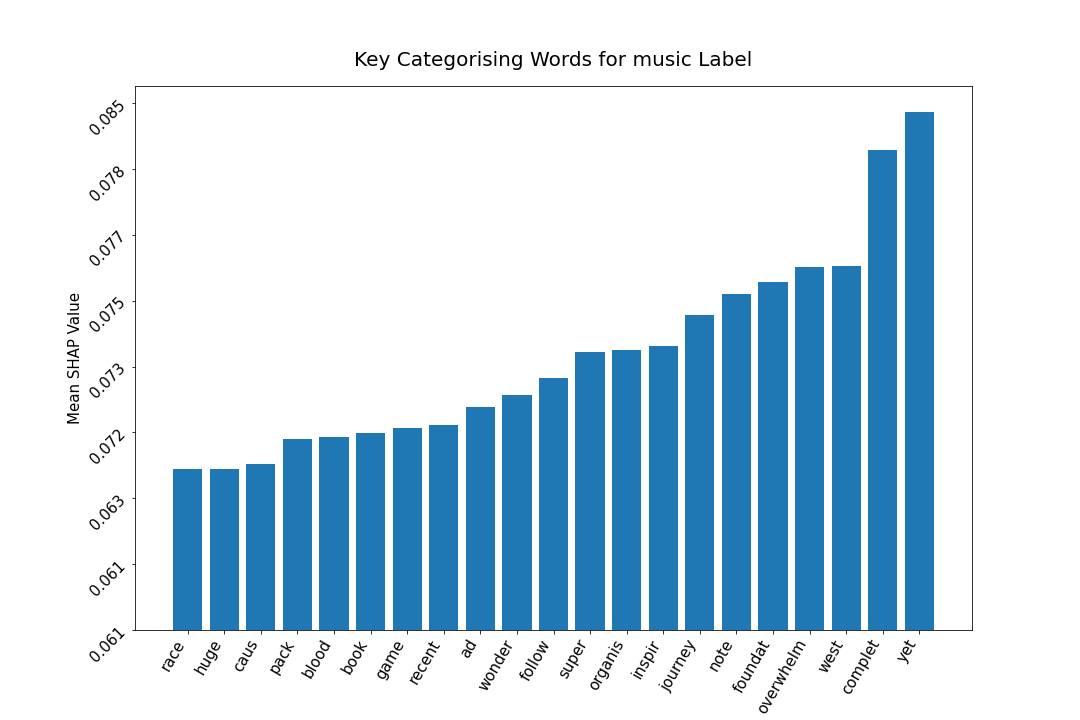 Key Categorising Words for music Label
Mean SHAP Value
0.085
0.078
0.077
0.075
0.073
0.072
0.063
0.061
0.061
race
huge
caus
pack
blood
book
game
recent
ad
wonder
follow
super
organis
inspir
journey
note
foundat
overwhelm
west
complet
yet